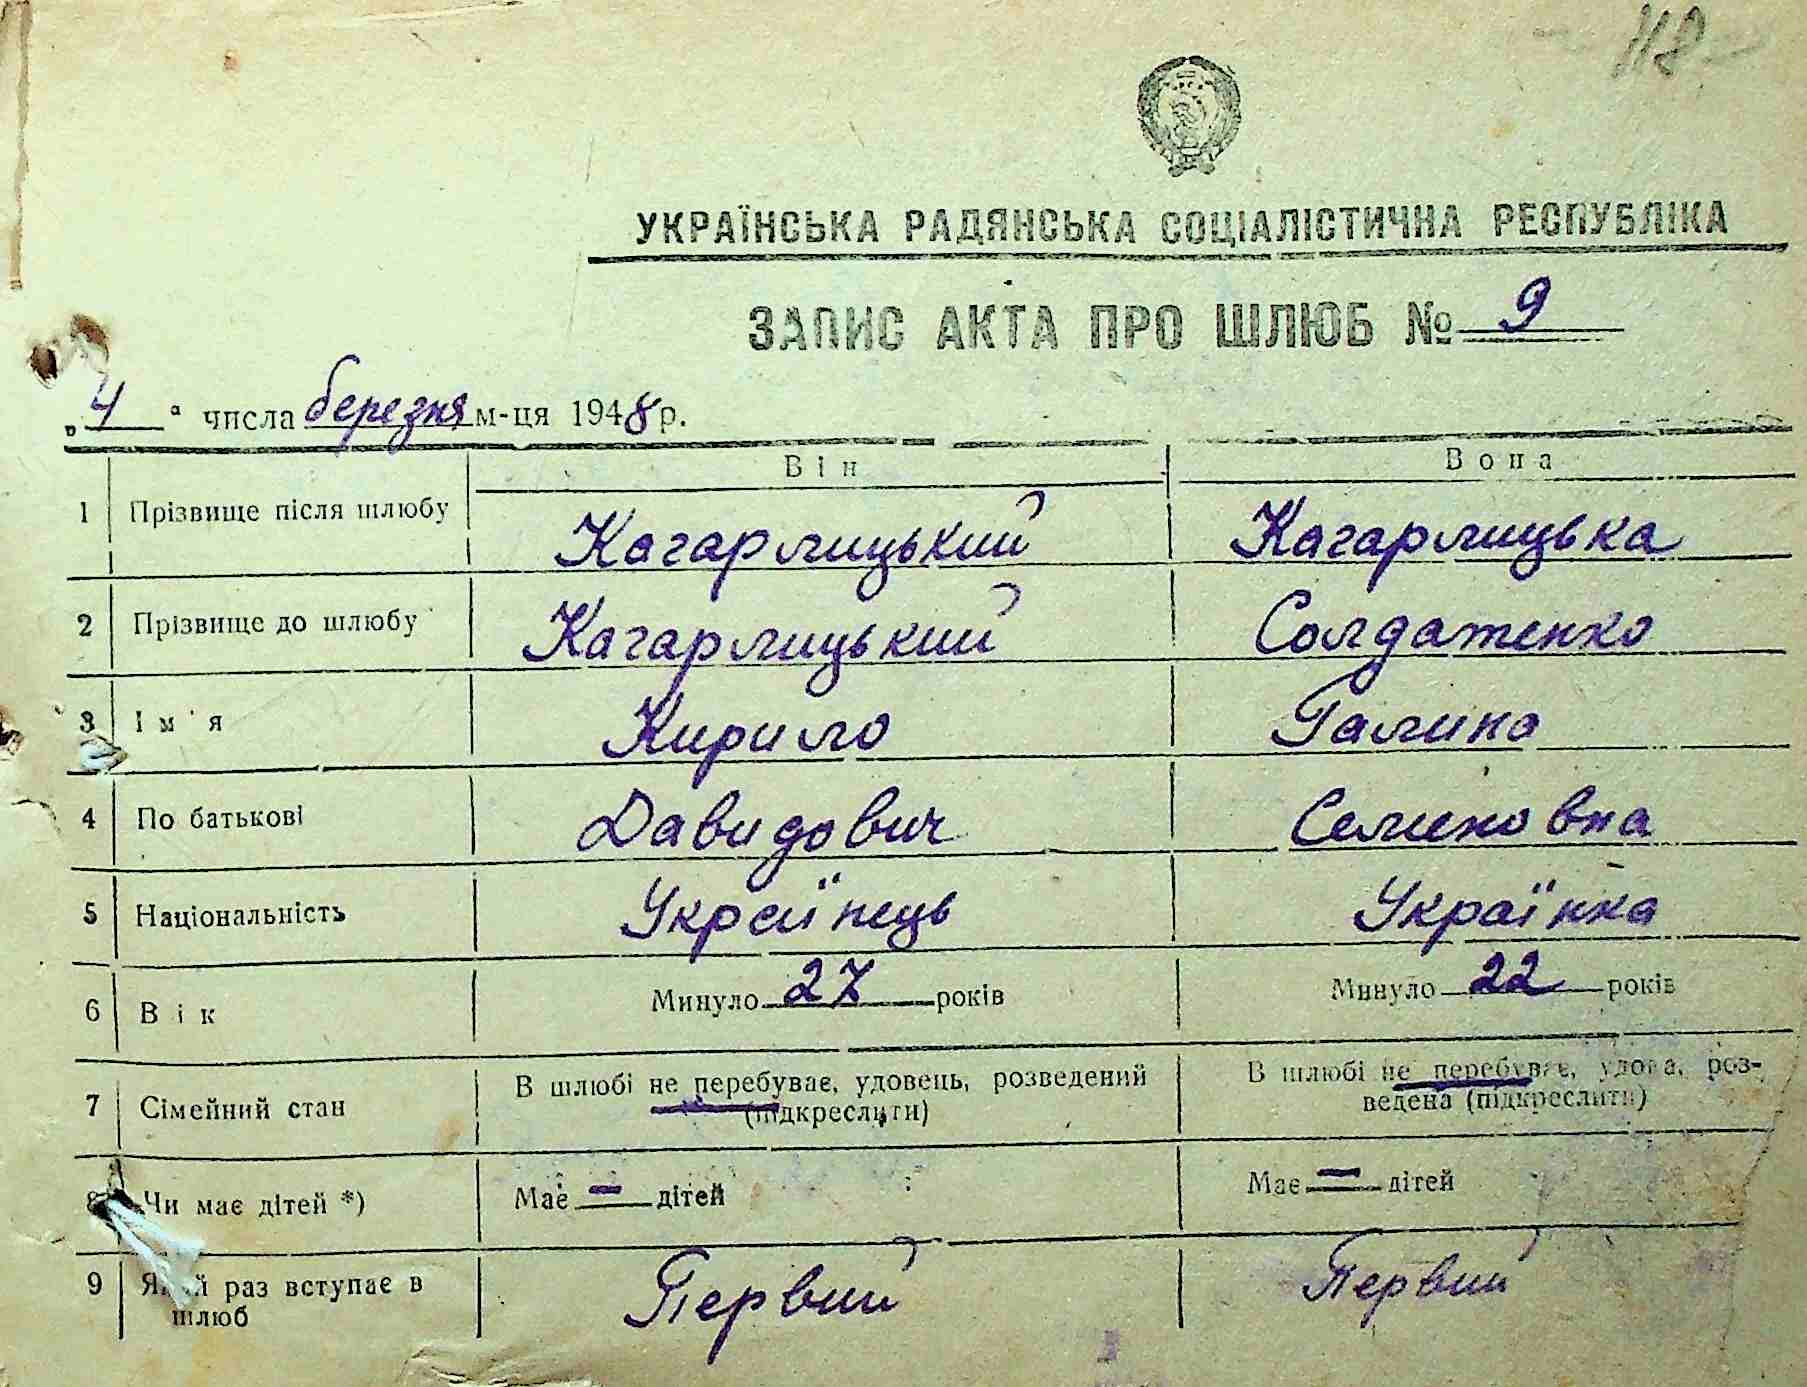 118
УКРАЇНСЬКА РАДЯНСЬКА СОЦІАЛІСТИЧНА РЕСПУБЛІКА
ЗАПИС АКТА ПРО ШЛЮБ № 9
„4“ числа березня м-ця 1948 р.
Він Вона
1 Прізвище після шлюбу Кагарлицький Кагарлицька
2 Прізвище до шлюбу Кагарлицький Солдатенко
3 Ім'я Кирило Галина
4 По батькові Давидович Семеновна
5 Національність Українець Українка
6 Вік Минуло 27 років Минуло 22 років
7 Сімейний стан В шлюбі не перебуває, удовець, розведений В шлюбі не перебуває, удова, роз-
(підкреслити) ведена (підкреслити)
8 Чи має дітей *) Має – дітей Має – дітей
9 Який раз вступає в Первий Первий
шлюб